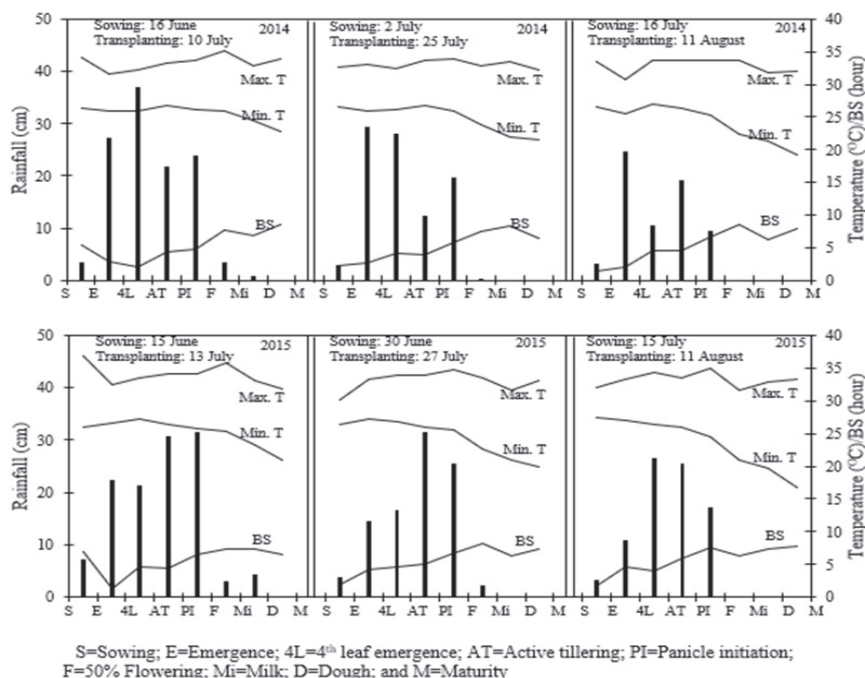 50 40
Sowing: 16 June 2014
Transplanting: 10 July
Sowing: 2 July 2014
Transplanting: 25 July
Sowing: 16 July 2014
Transplanting: 11 August
40 35
30 30
20 25
10 20
0 15
10
5
0
Rainfall (cm)
Temperature (⁰C)/BS (hour)
Max. T
Min. T
BS
Max. T
Min. T
BS
Max. T
Min. T
BS
S E 4L AT PI F Mi D M
S E 4L AT PI F Mi D M
S E 4L AT PI F Mi D M
50 40
Sowing: 15 June 2015
Transplanting: 13 July
Sowing: 30 June 2015
Transplanting: 27 July
Sowing: 15 July 2015
Transplanting: 11 August
40 35
30 30
20 25
10 20
0 15
10
5
0
Rainfall (cm)
Temperature (⁰C)/BS (hour)
Max. T
Min. T
BS
Max. T
Min. T
BS
Max. T
Min. T
BS
S E 4L AT PI F Mi D M
S E 4L AT PI F Mi D M
S E 4L AT PI F Mi D M
S=Sowing; E=Emergence; 4L=4th leaf emergence; AT=Active tillering; PI=Panicle initiation;
F=50% Flowering; Mi=Milk; D=Dough; and M=Maturity